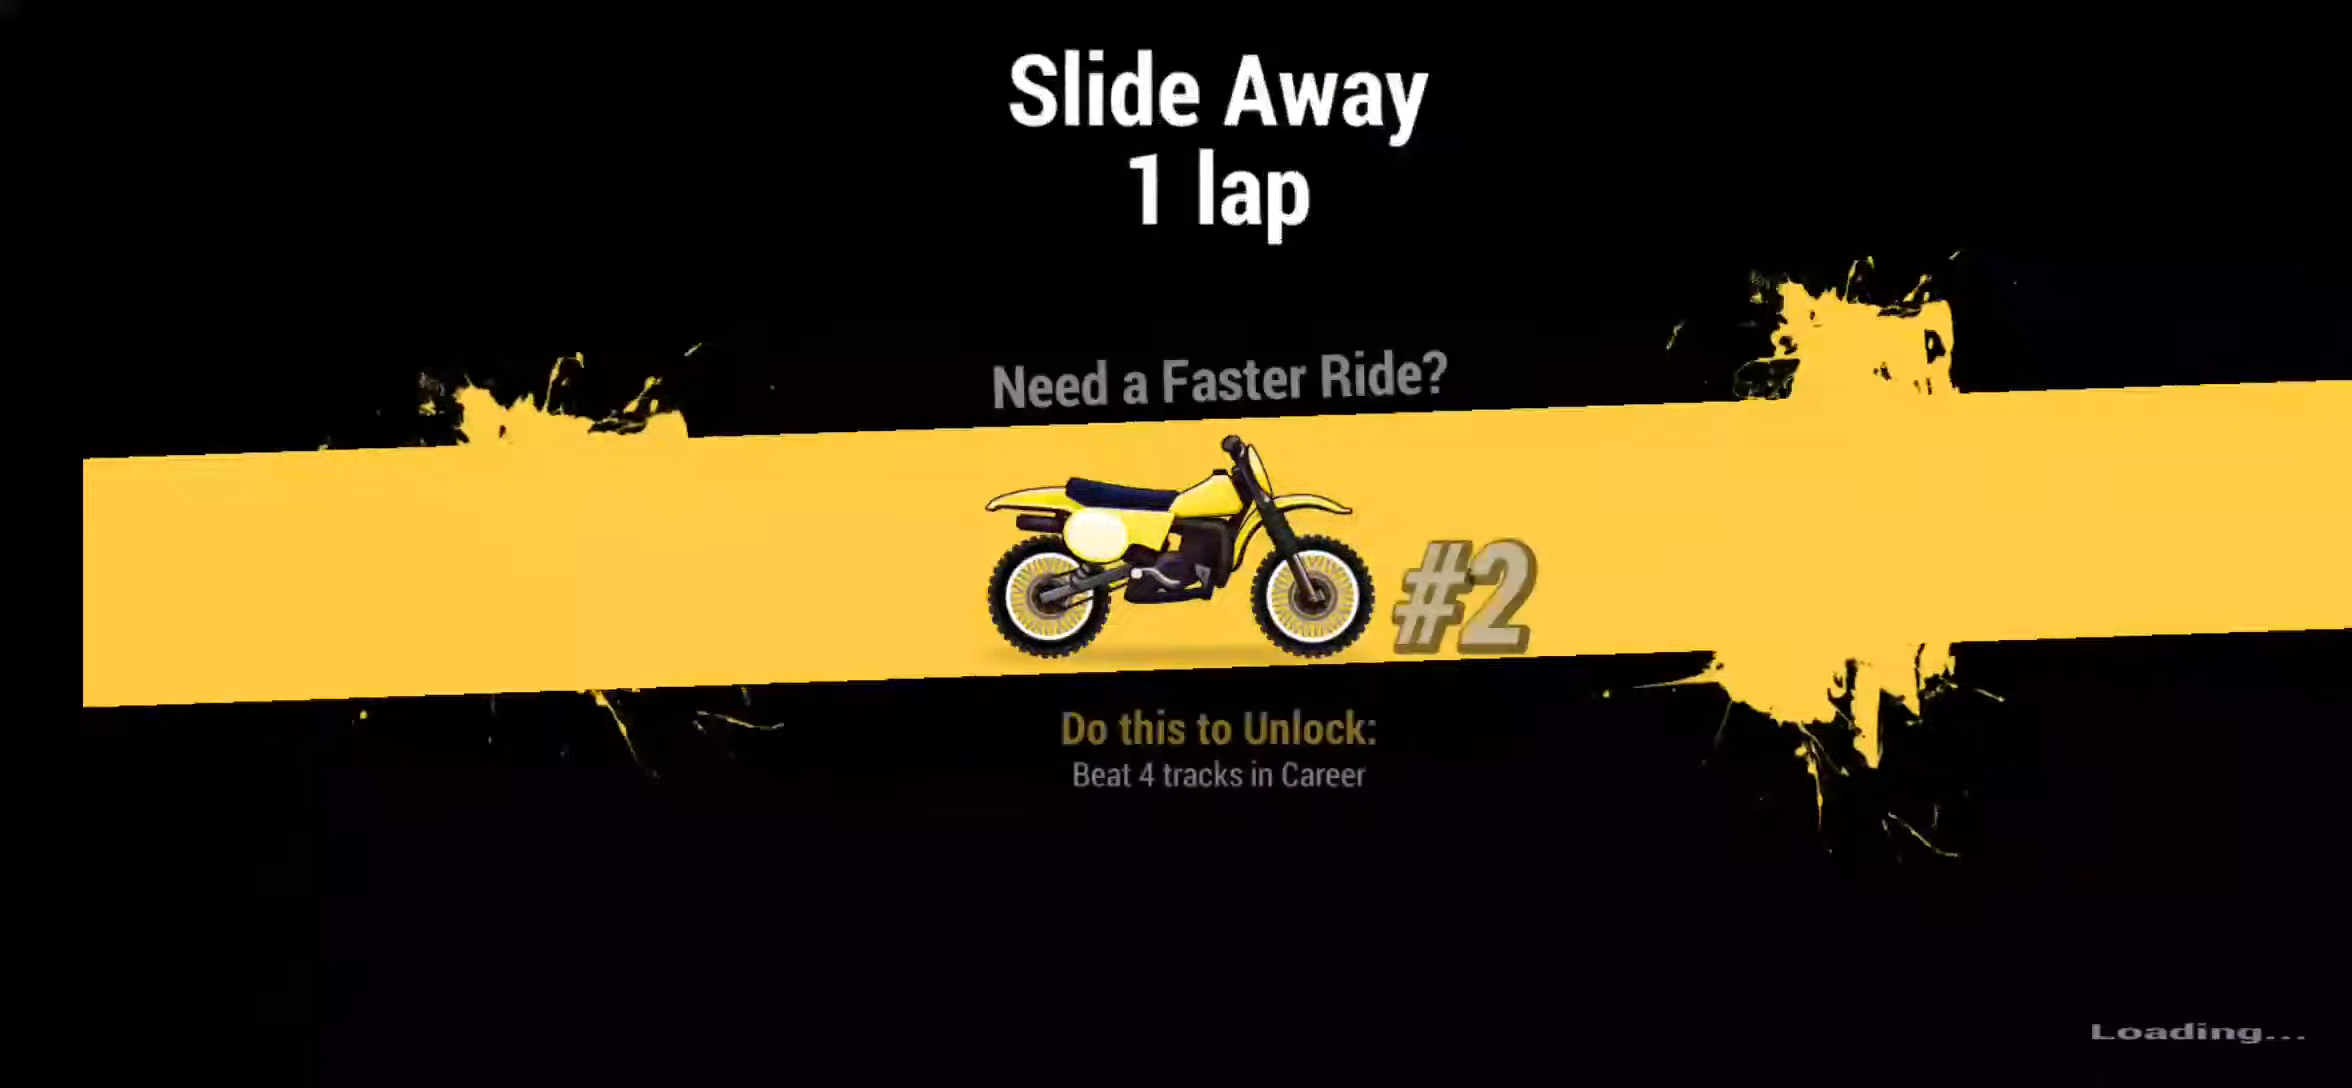 Slide Away
1 lap
Need a Faster Ride?
#2
Do this to Unlock:
Beat 4 tracks in Career
Loading...